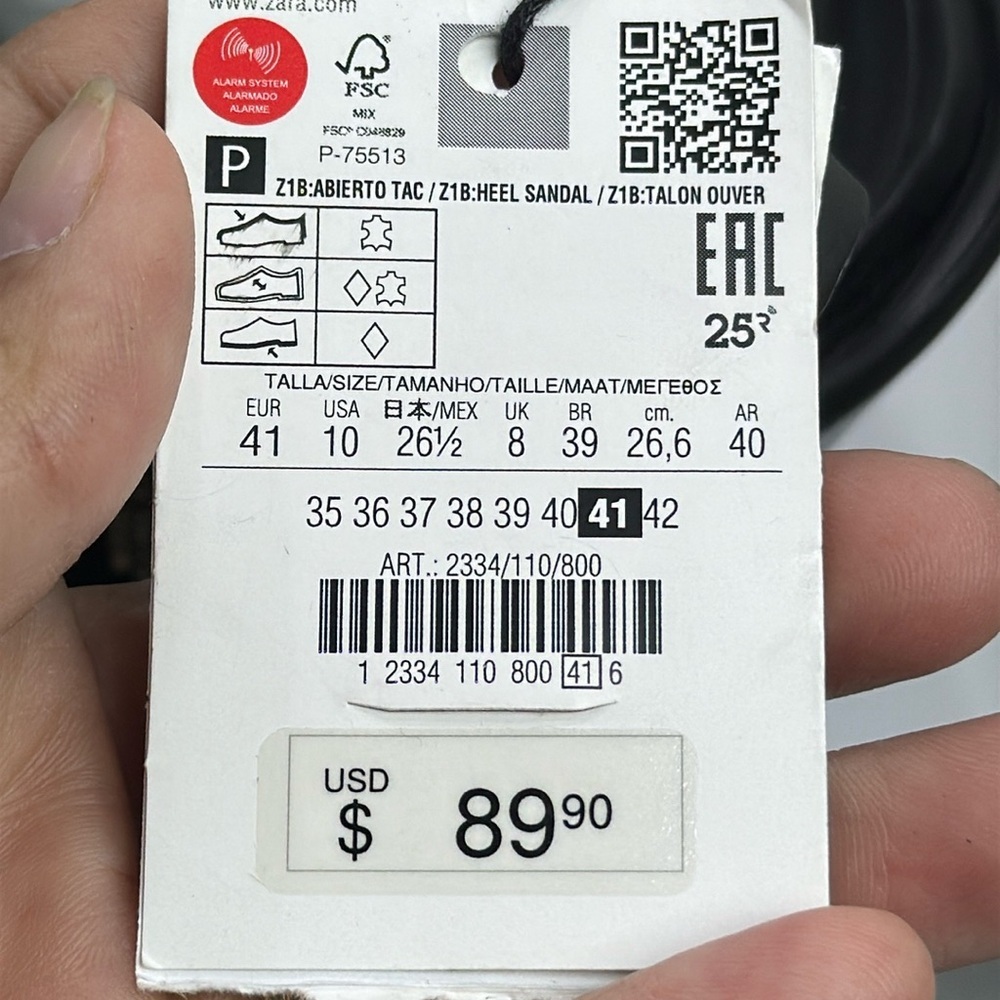 www.zara.com
ALARM SYSTEM
ALARMADO
ALARME
FSC
MIX
FSC® C048829
P-75513
P
Z1B:ABIERTO TAC / Z1B:HEEL SANDAL / Z1B:TALON OUVER
EAC
25
TALLA/SIZE/TAMANHO/TAILLE/MAAT/ΜΕΓΕΘΟΣ
EUR USA 日本/MEX UK BR cm. AR
41 10 26½ 8 39 26,6 40
35 36 37 38 39 40 41 42
ART.: 2334/110/800
1 2334 110 800 41 6
USD
$ 89 90